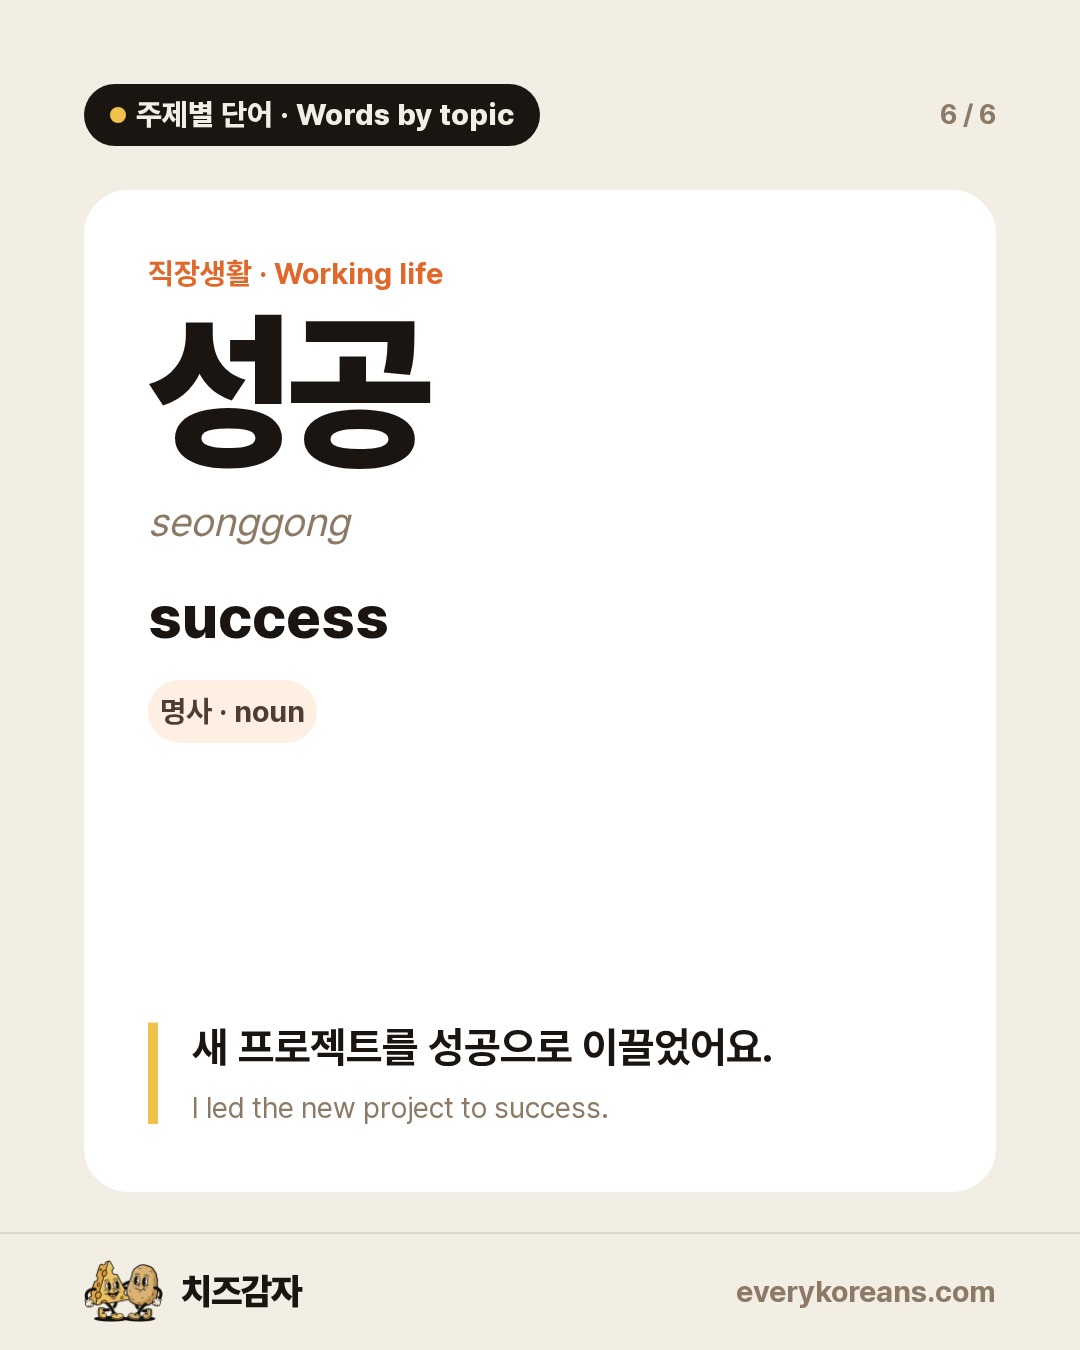 주제별 단어 · Words by topic
6 / 6
직장생활 · Working life
성공
seonggong
success
명사 · noun
새 프로젝트를 성공으로 이끌었어요.
I led the new project to success.
치즈감자
everykoreans.com